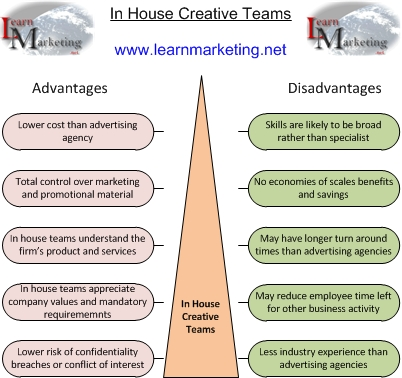 Learn
Marketing
.net
In House Creative Teams
Learn
Marketing
.net
www.learnmarketing.net
Advantages
Disadvantages
Lower cost than advertising
agency
Skills are likely to be broad
rather than specialist
Total control over marketing
and promotional material
No economies of scales benefits
and savings
In house teams understand the
firm's product and services
May have longer turn around
times than advertising agencies
In house teams appreciate
company values and mandatory
requirememnts
May reduce employee time left
for other business activity
In House
Creative
Teams
Lower risk of confidentiality
breaches or conflict of interest
Less industry experience than
advertising agencies